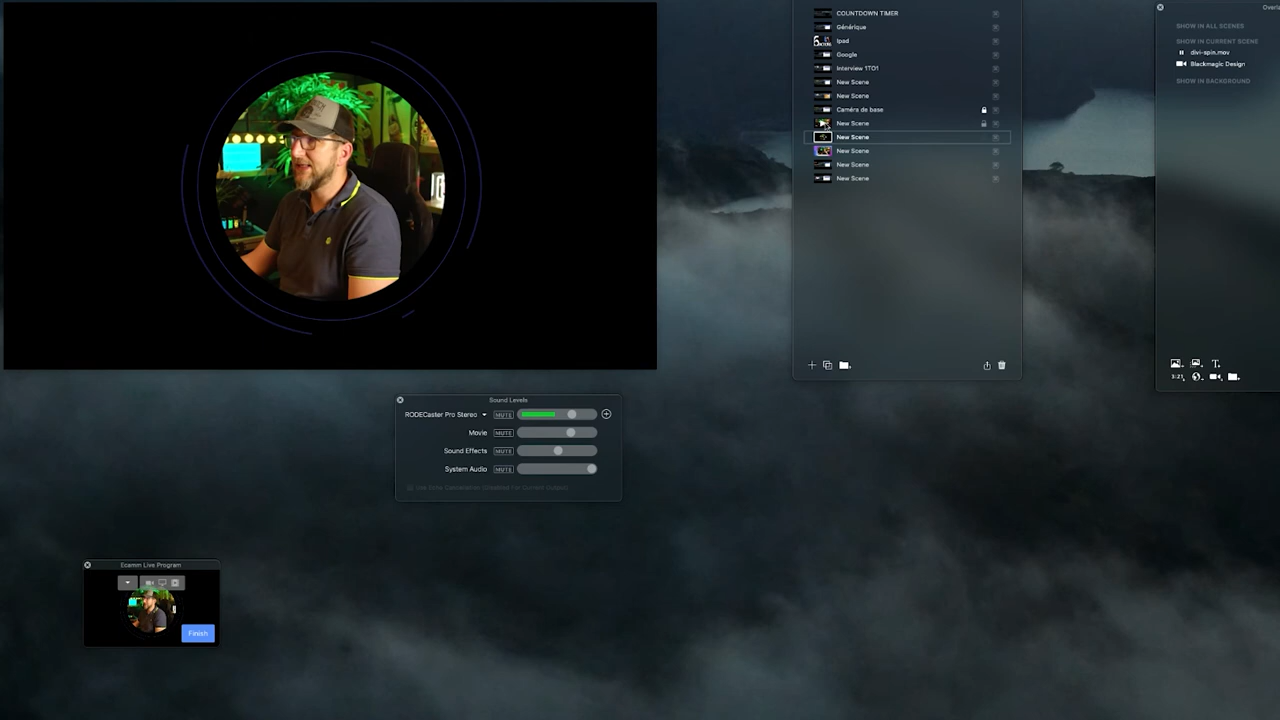 COUNTDOWN TIMER
Générique
Ipad
Google
Interview 1TO1
New Scene
New Scene
Caméra de base
New Scene
New Scene
New Scene
New Scene
New Scene
SHOW IN ALL SCENES
SHOW IN CURRENT SCENE
divi-spin.mov
Blackmagic Design
SHOW IN BACKGROUND
Sound Levels
RODECaster Pro Stereo MUTE
Movie MUTE
Sound Effects MUTE
System Audio MUTE
Ecamm Live Program
Finish